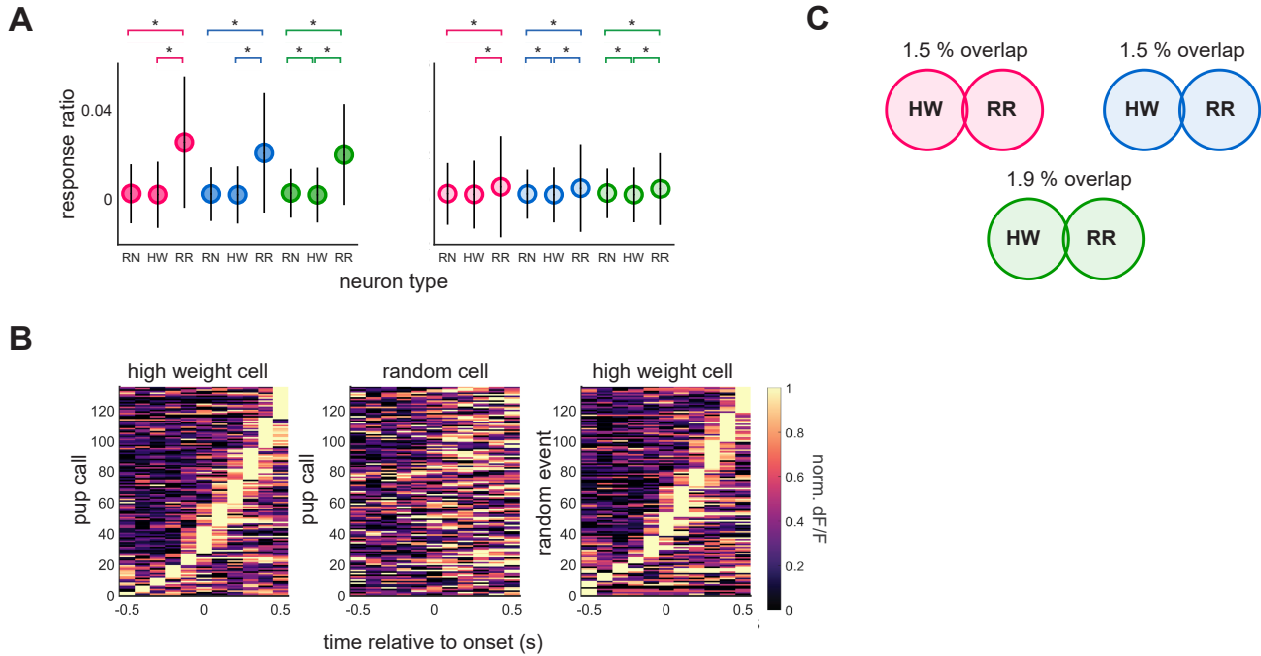 A
* * *
* * * *
response ratio
0.04
0
RN HW RR RN HW RR RN HW RR
* * *
* * * * *
RN HW RR RN HW RR RN HW RR
neuron type
C
1.5 % overlap
HW RR
1.5 % overlap
HW RR
1.9 % overlap
HW RR
B
high weight cell
pup call
120
100
80
60
40
20
0
-0.5 0 0.5
random cell
pup call
120
100
80
60
40
20
0
-0.5 0 0.5
high weight cell
random event
120
100
80
60
40
20
0
-0.5 0 0.5
1
0.8
0.6
0.4
0.2
0
norm. dF/F
time relative to onset (s)